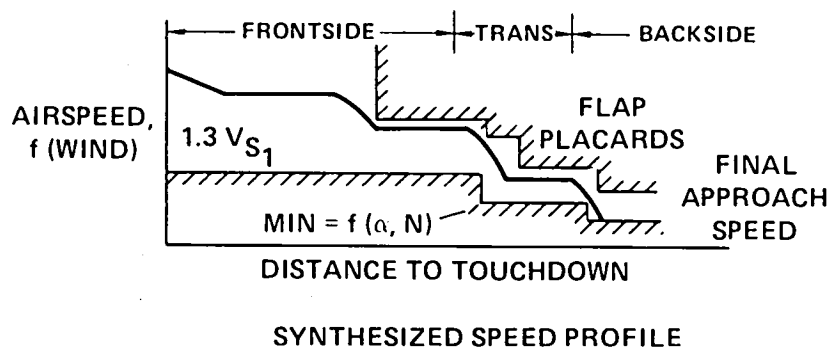 FRONTSIDE
TRANS
BACKSIDE
AIRSPEED,
f (WIND)
1.3 VS1
FLAP
PLACARDS
FINAL
APPROACH
SPEED
MIN = f (α, N)
DISTANCE TO TOUCHDOWN
SYNTHESIZED SPEED PROFILE